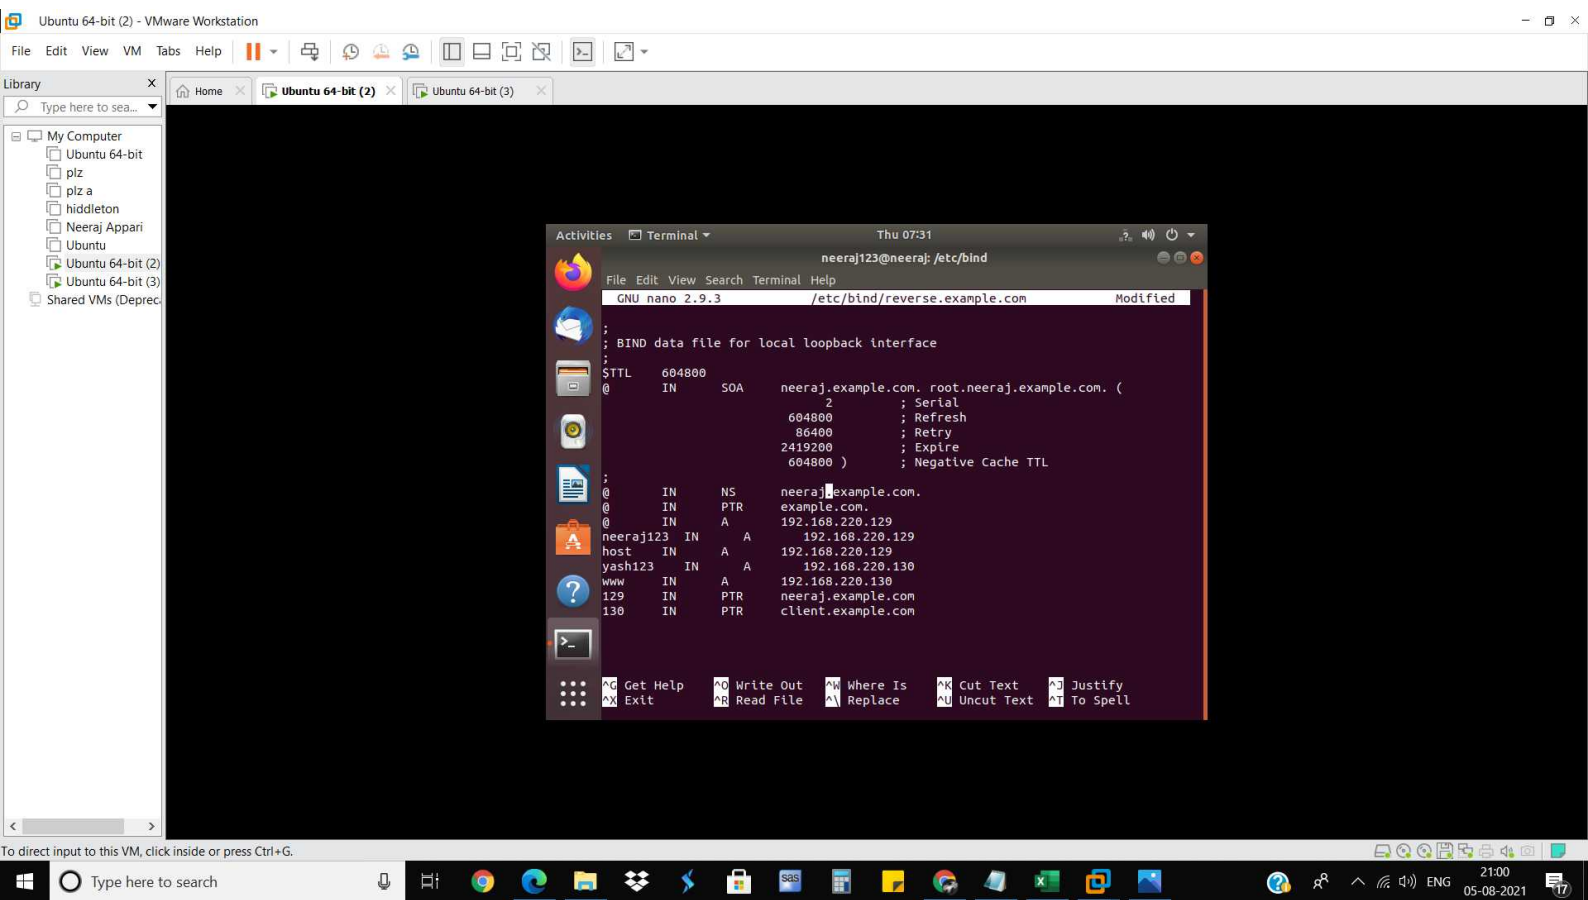 Ubuntu 64-bit (2) - VMware Workstation
File Edit View VM Tabs Help
Library
Home
Ubuntu 64-bit (2)
Ubuntu 64-bit (3)
Type here to sea...
My Computer
Ubuntu 64-bit
plz
plz a
hiddleton
Neeraj Appari
Ubuntu
Ubuntu 64-bit (2)
Ubuntu 64-bit (3)
Shared VMs (Deprec
Activities Terminal Thu 07:31
neeraj123@neeraj: /etc/bind
File Edit View Search Terminal Help
GNU nano 2.9.3 /etc/bind/reverse.example.com Modified
;
; BIND data file for local loopback interface
;
$TTL 604800
@ IN SOA neeraj.example.com. root.neeraj.example.com. (
2 ; Serial
604800 ; Refresh
86400 ; Retry
2419200 ; Expire
604800 ) ; Negative Cache TTL
;
@ IN NS neeraj.example.com.
@ IN PTR example.com.
@ IN A 192.168.220.129
neeraj123 IN A 192.168.220.129
host IN A 192.168.220.129
yash123 IN A 192.168.220.130
www IN A 192.168.220.130
129 IN PTR neeraj.example.com
130 IN PTR client.example.com
^G Get Help ^O Write Out ^W Where Is ^K Cut Text ^J Justify
^X Exit ^R Read File ^\ Replace ^U Uncut Text ^T To Spell
To direct input to this VM, click inside or press Ctrl+G.
Type here to search
sas
ENG
21:00
05-08-2021
17